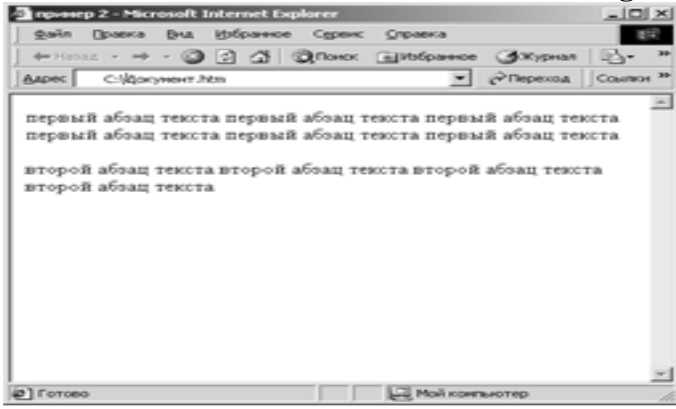 пример 2 - Microsoft Internet Explorer
Файл Правка Вид Избранное Сервис Справка
Назад Поиск Избранное Журнал
Адрес C:\Документ.htm Переход Ссылки
первый абзац текста первый абзац текста первый абзац текста
первый абзац текста первый абзац текста первый абзац текста
второй абзац текста второй абзац текста второй абзац текста
второй абзац текста
Готово Мой компьютер